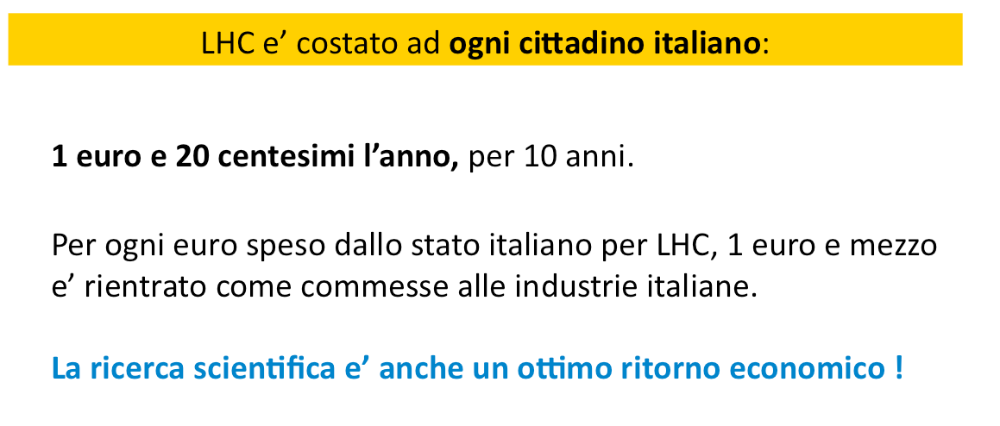 LHC e’ costato ad ogni cittadino italiano:
1 euro e 20 centesimi l’anno, per 10 anni.
Per ogni euro speso dallo stato italiano per LHC, 1 euro e mezzo
e’ rientrato come commesse alle industrie italiane.
La ricerca scientifica e’ anche un ottimo ritorno economico !